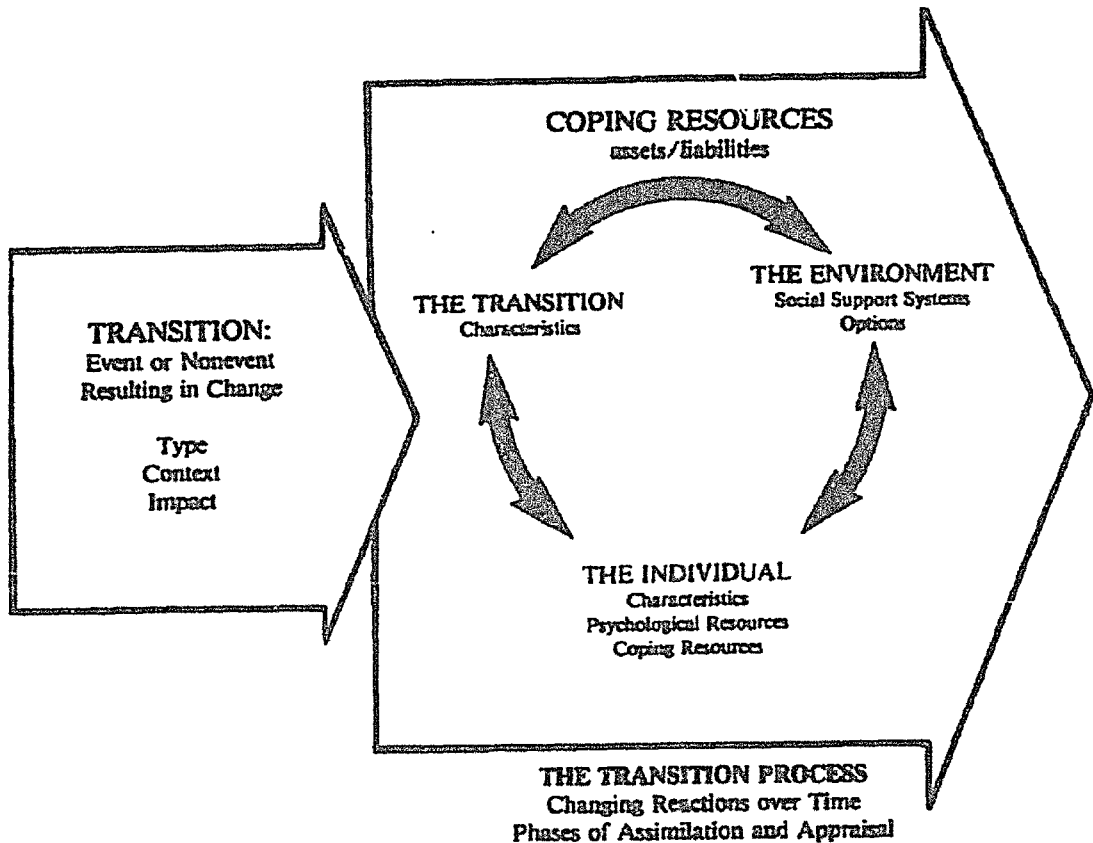 TRANSITION:
Event or Nonevent
Resulting in Change
Type
Context
Impact
COPING RESOURCES
assets/liabilities
THE TRANSITION
Characteristics
THE ENVIRONMENT
Social Support Systems
Options
THE INDIVIDUAL
Characteristics
Psychological Resources
Coping Resources
THE TRANSITION PROCESS
Changing Reactions over Time
Phases of Assimilation and Appraisal